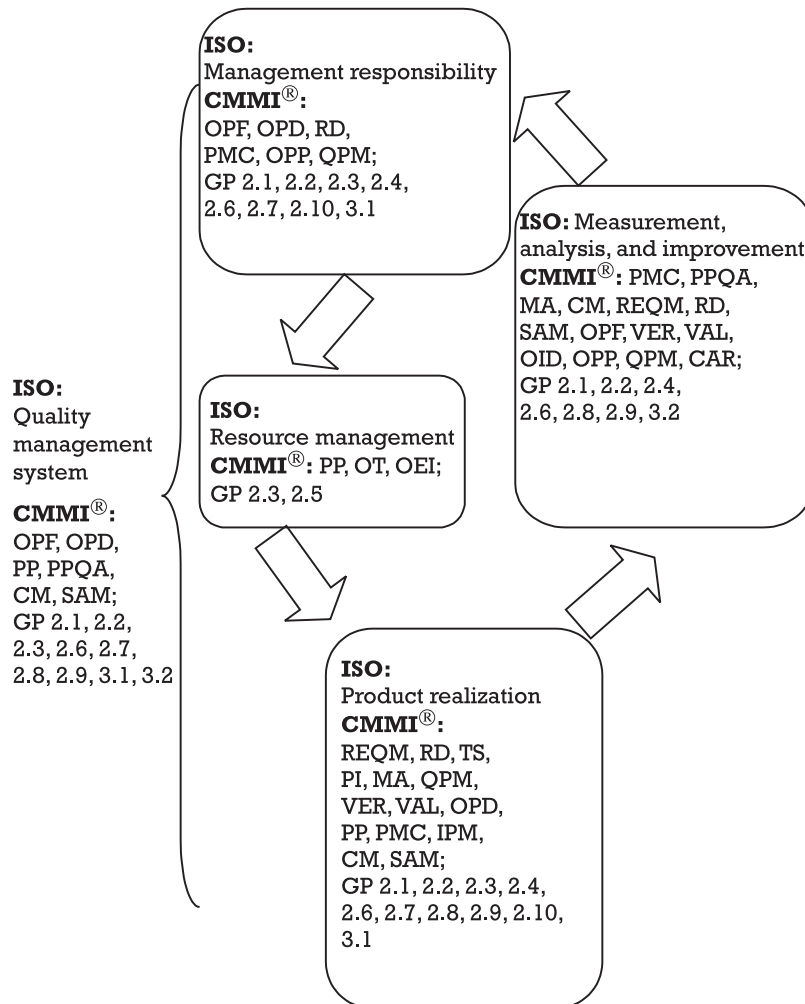 ISO:
Management responsibility
CMMI®:
OPF, OPD, RD,
PMC, OPP, QPM;
GP 2.1, 2.2, 2.3, 2.4,
2.6, 2.7, 2.10, 3.1
ISO: Measurement,
analysis, and improvement
CMMI®: PMC, PPQA,
MA, CM, REQM, RD,
SAM, OPF, VER, VAL,
OID, OPP, QPM, CAR;
GP 2.1, 2.2, 2.4,
2.6, 2.8, 2.9, 3.2
ISO:
Quality
management
system
CMMI®:
OPF, OPD,
PP, PPQA,
CM, SAM;
GP 2.1, 2.2,
2.3, 2.6, 2.7,
2.8, 2.9, 3.1, 3.2
ISO:
Resource management
CMMI®: PP, OT, OEI;
GP 2.3, 2.5
ISO:
Product realization
CMMI®:
REQM, RD, TS,
PI, MA, QPM,
VER, VAL, OPD,
PP, PMC, IPM,
CM, SAM;
GP 2.1, 2.2, 2.3, 2.4,
2.6, 2.7, 2.8, 2.9, 2.10,
3.1